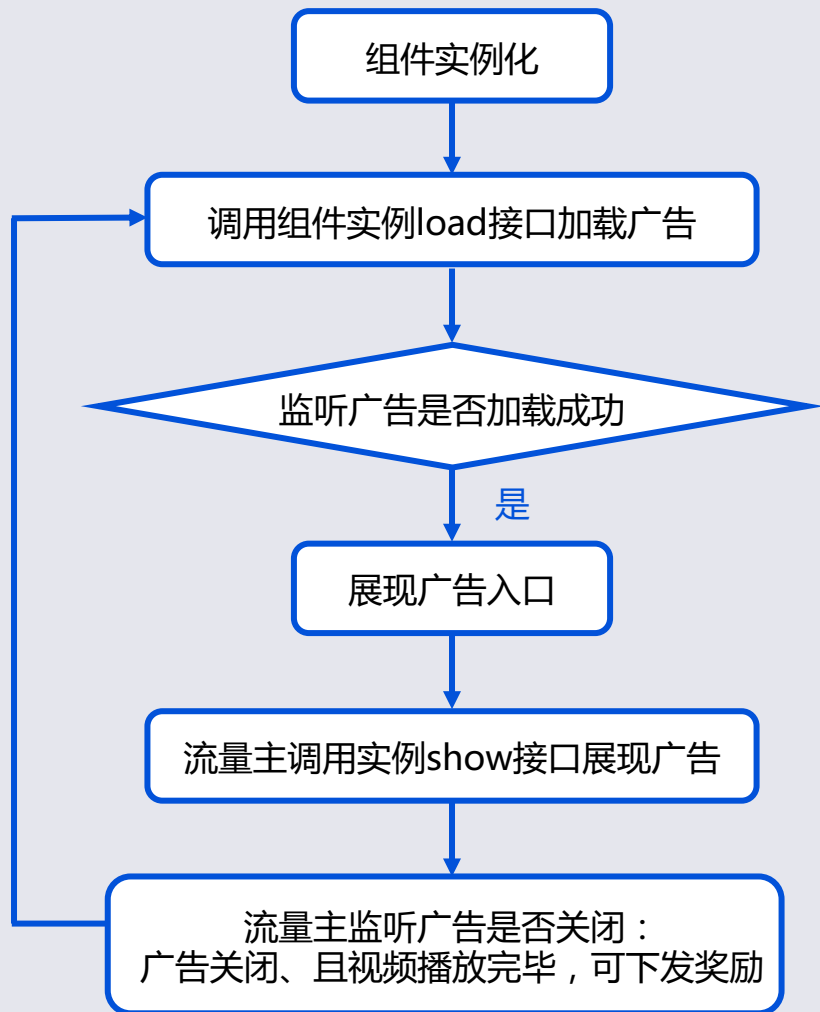 组件实例化
调用组件实例load接口加载广告
监听广告是否加载成功
是
展现广告入口
流量主调用实例show接口展现广告
流量主监听广告是否关闭：
广告关闭、且视频播放完毕，可下发奖励